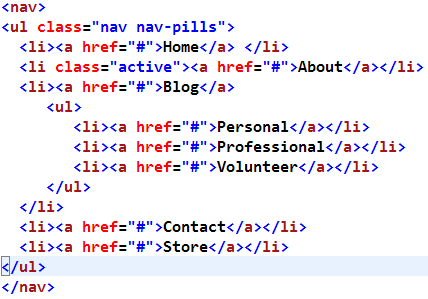 <nav>
<ul class="nav nav-pills">
<li><a href="#">Home</a> </li>
<li class="active"><a href="#">About</a></li>
<li><a href="#">Blog</a>
<ul>
<li><a href="#">Personal</a></li>
<li><a href="#">Professional</a></li>
<li><a href="#">Volunteer</a></li>
</ul>
</li>
<li><a href="#">Contact</a></li>
<li><a href="#">Store</a></li>
</ul>
</nav>